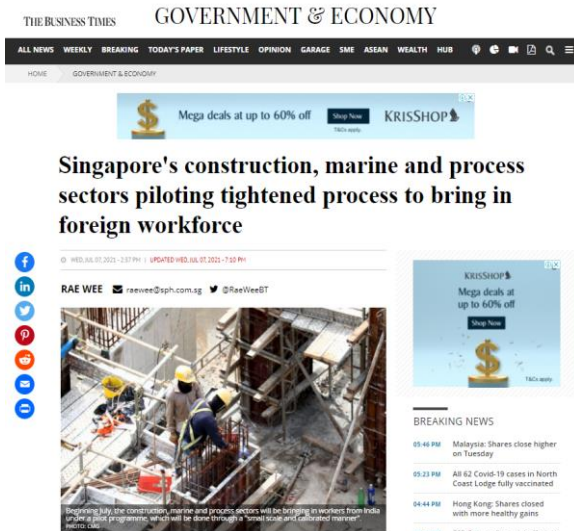 THE BUSINESS TIMES GOVERNMENT & ECONOMY
ALL NEWS WEEKLY BREAKING TODAY'S PAPER LIFESTYLE OPINION GARAGE SME ASEAN WEALTH HUB
HOME GOVERNMENT & ECONOMY
Mega deals at up to 60% off Shop Now KRISSHOP
T&Cs apply.
Singapore's construction, marine and process
sectors piloting tightened process to bring in
foreign workforce
WED, JUL 07, 2021 - 2:57 PM | UPDATED WED, JUL 07, 2021 - 7:10 PM
RAE WEE raewee@sph.com.sg @RaeWeeBT
Beginning July, the construction, marine and process sectors will be bringing in workers from India
under a pilot programme, which will be done through a "small scale and calibrated manner".
PHOTO: CMG
KRISSHOP
Mega deals at
up to 60% off
Shop Now
T&Cs apply.
BREAKING NEWS
05:46 PM Malaysia: Shares close higher
on Tuesday
05:23 PM All 62 Covid-19 cases in North
Coast Lodge fully vaccinated
04:44 PM Hong Kong: Shares closed
with more healthy gains